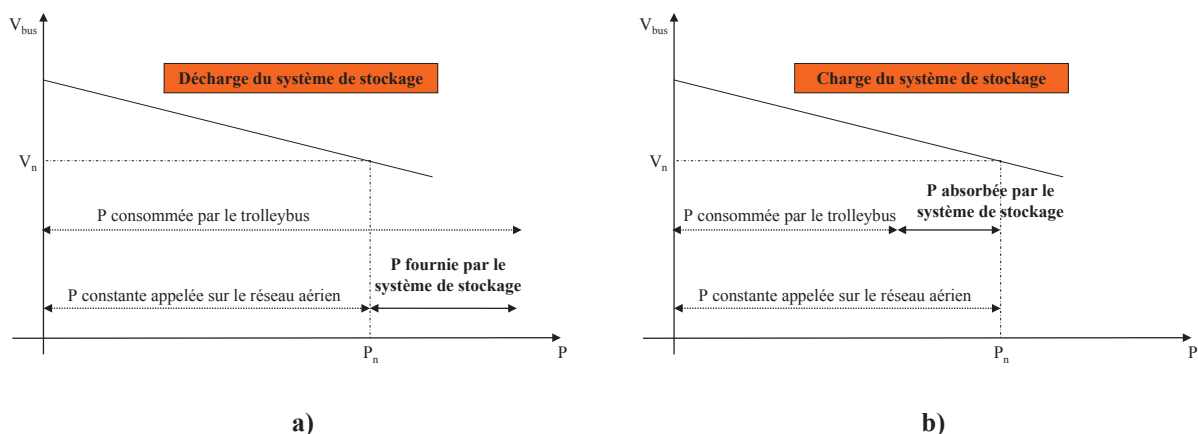 V_bus
Décharge du système de stockage
V_n
P consommée par le trolleybus
P fournie par le
système de stockage
P constante appelée sur le réseau aérien
P_n
P
a)
V_bus
Charge du système de stockage
V_n
P absorbée par le
système de stockage
P consommée par le trolleybus
P constante appelée sur le réseau aérien
P_n
P
b)